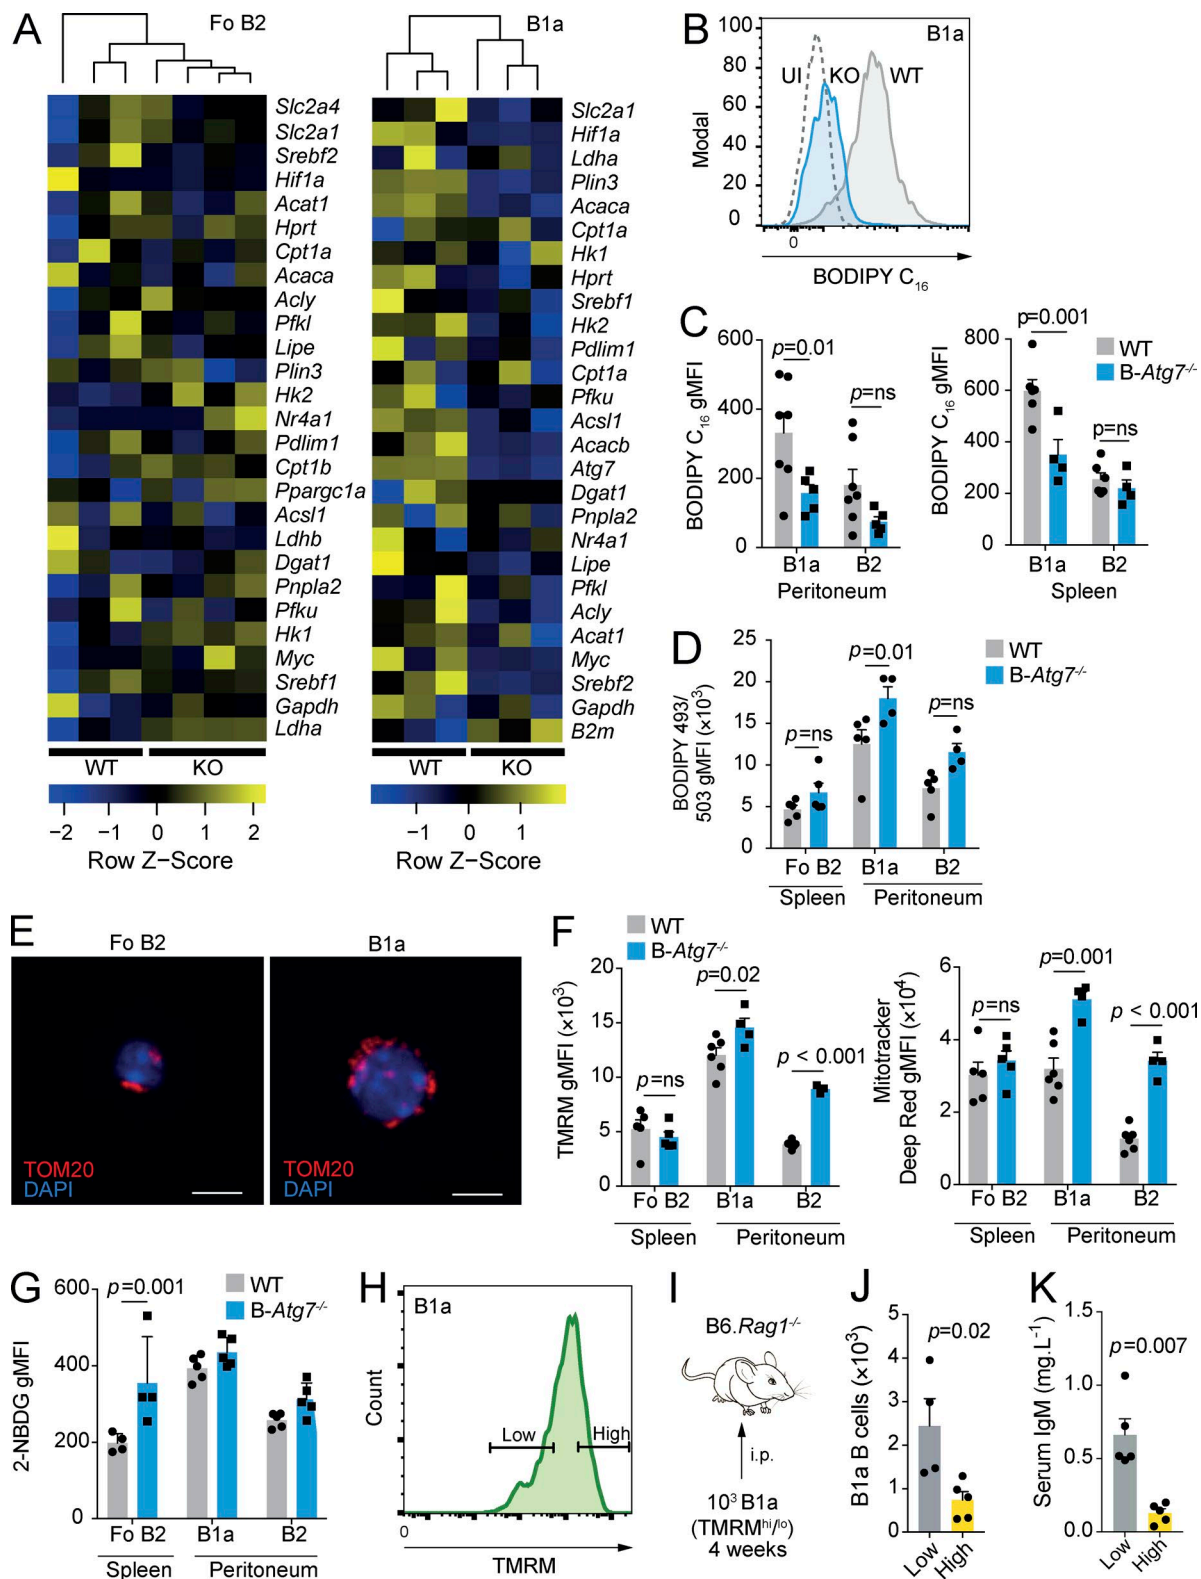 A
Fo B2
Slc2a4
Slc2a1
Srebf2
Hif1a
Acat1
Hprt
Cpt1a
Acaca
Acly
Pfkl
Lipe
Plin3
Hk2
Nr4a1
Pdlim1
Cpt1b
Ppargc1a
Acsl1
Ldhb
Dgat1
Pnpla2
Pfku
Hk1
Myc
Srebf1
Gapdh
Ldha
WT KO
−2 −1 0 1 2
Row Z−Score
B1a
Slc2a1
Hif1a
Ldha
Plin3
Acaca
Cpt1a
Hk1
Hprt
Srebf1
Hk2
Pdlim1
Cpt1a
Pfku
Acsl1
Acacb
Atg7
Dgat1
Pnpla2
Nr4a1
Lipe
Pfkl
Acly
Acat1
Myc
Srebf2
Gapdh
B2m
WT KO
−1 0 1
Row Z−Score
B
B1a
UI KO WT
100
80
60
40
20
0
Modal
0
BODIPY C16
C
600
400
200
0
BODIPY C16 gMFI
p=0.01
p=ns
B1a B2
Peritoneum
800
600
400
200
0
BODIPY C16 gMFI
p=0.001
p=ns
WT
B-Atg7-/-
B1a B2
Spleen
D
25
20
15
10
5
0
BODIPY 493/
503 gMFI (×10³)
p=ns
p=0.01
p=ns
WT
B-Atg7-/-
Fo B2 B1a B2
Spleen Peritoneum
E
Fo B2
TOM20
DAPI
B1a
TOM20
DAPI
F
WT
B-Atg7-/-
20
15
10
5
0
TMRM gMFI (×10³)
p=ns
p=0.02
p < 0.001
Fo B2 B1a B2
Spleen Peritoneum
6
4
2
0
Mitotracker
Deep Red gMFI (×10⁴)
p=ns
p=0.001
p < 0.001
Fo B2 B1a B2
Spleen Peritoneum
G
600
400
200
0
2-NBDG gMFI
p=0.001
WT
B-Atg7-/-
Fo B2 B1a B2
Spleen Peritoneum
H
B1a
Count
Low High
0
TMRM
I
B6.Rag1-/-
i.p.
10³ B1a
(TMRMhi/lo)
4 weeks
J
5
4
3
2
1
0
B1a B cells (×10³)
p=0.02
Low High
K
1.5
1.0
0.5
0.0
Serum IgM (mg.L-1)
p=0.007
Low High